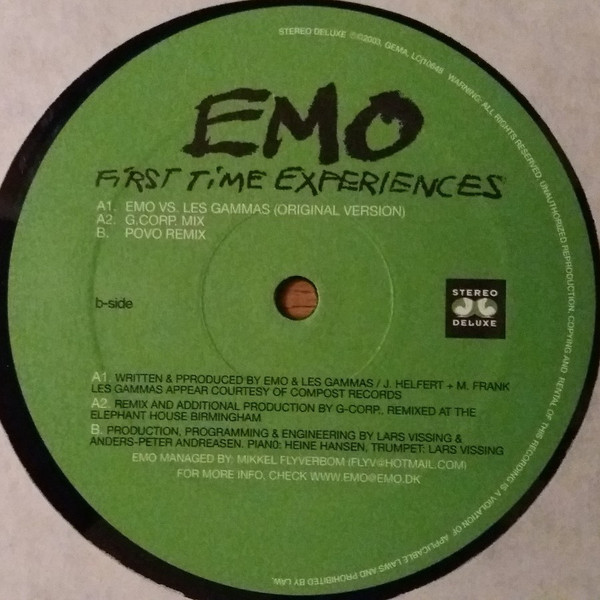 STEREO DELUXE ℗©2003, GEMA, LC(10646 WARNING: ALL RIGHTS RESERVED. UNAUTHORIZED REPRODUCTION, COPYING AND RENTAL OF THIS RECORDING IS A VIOLATION OF APPLICABLE LAWS AND PROHIBITED BY LAW.
EMO
FiRST TiME EXPERiENCES
A1. EMO VS. LES GAMMAS (ORIGINAL VERSION)
A2. G.CORP. MIX
B. POVO REMIX
b-side
STEREO
DELUXE
A1. WRITTEN & PPRODUCED BY EMO & LES GAMMAS / J. HELFERT + M. FRANK
LES GAMMAS APPEAR COURTESY OF COMPOST RECORDS
A2. REMIX AND ADDITIONAL PRODUCTION BY G-CORP. REMIXED AT THE
ELEPHANT HOUSE BIRMINGHAM
B. PRODUCTION, PROGRAMMING & ENGINEERING BY LARS VISSING &
ANDERS-PETER ANDREASEN. PIAN0: HEINE HANSEN, TRUMPET: LARS VISSING
EMO MANAGED BY: MIKKEL FLYVERBOM (FLYV@HOTMAIL.COM)
FOR MORE INFO, CHECK WWW.EMO@EMO.DK